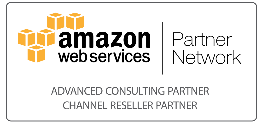 amazon
web services
Partner
Network
ADVANCED CONSULTING PARTNER
CHANNEL RESELLER PARTNER